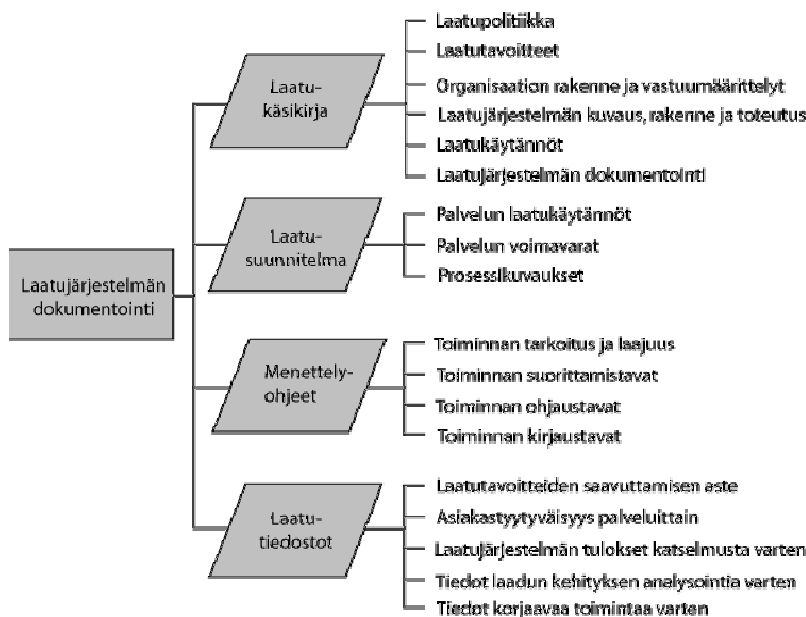 Laatujärjestelmän
dokumentointi
Laatu-
käsikirja
Laatupolitiikka
Laatutavoitteet
Organisaation rakenne ja vastuumäärittelyt
Laatujärjestelmän kuvaus, rakenne ja toteutus
Laatukäytännöt
Laatujärjestelmän dokumentointi
Laatu-
suunnitelma
Palvelun laatukäytännöt
Palvelun voimavarat
Prosessikuvaukset
Menettely-
ohjeet
Toiminnan tarkoitus ja laajuus
Toiminnan suorittamistavat
Toiminnan ohjaustavat
Toiminnan kirjaustavat
Laatu-
tiedostot
Laatutavoitteiden saavuttamisen aste
Asiakastyytyväisyys palveluittain
Laatujärjestelmän tulokset katselmusta varten
Tiedot laadun kehityksen analysointia varten
Tiedot korjaavaa toimintaa varten